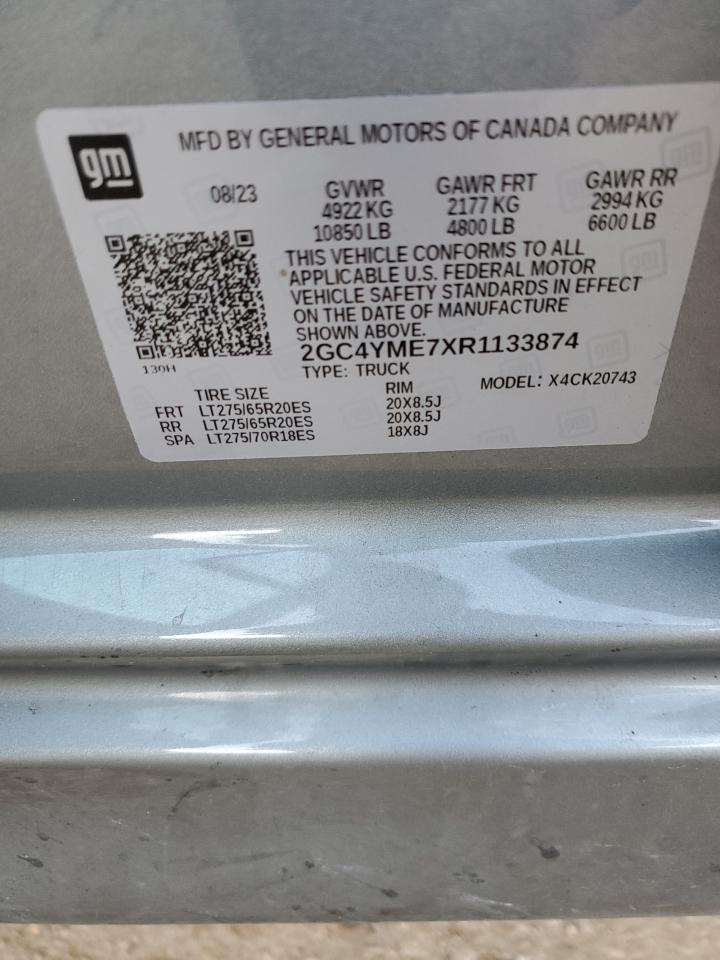 gm
MFD BY GENERAL MOTORS OF CANADA COMPANY
08/23 GVWR GAWR FRT GAWR RR
4922 KG 2177 KG 2994 KG
10850 LB 4800 LB 6600 LB
THIS VEHICLE CONFORMS TO ALL
APPLICABLE U.S. FEDERAL MOTOR
VEHICLE SAFETY STANDARDS IN EFFECT
ON THE DATE OF MANUFACTURE
SHOWN ABOVE.
2GC4YME7XR1133874
130H
TYPE: TRUCK MODEL: X4CK20743
TIRE SIZE RIM
FRT LT275/65R20ES 20X8.5J
RR LT275/65R20ES 20X8.5J
SPA LT275/70R18ES 18X8J